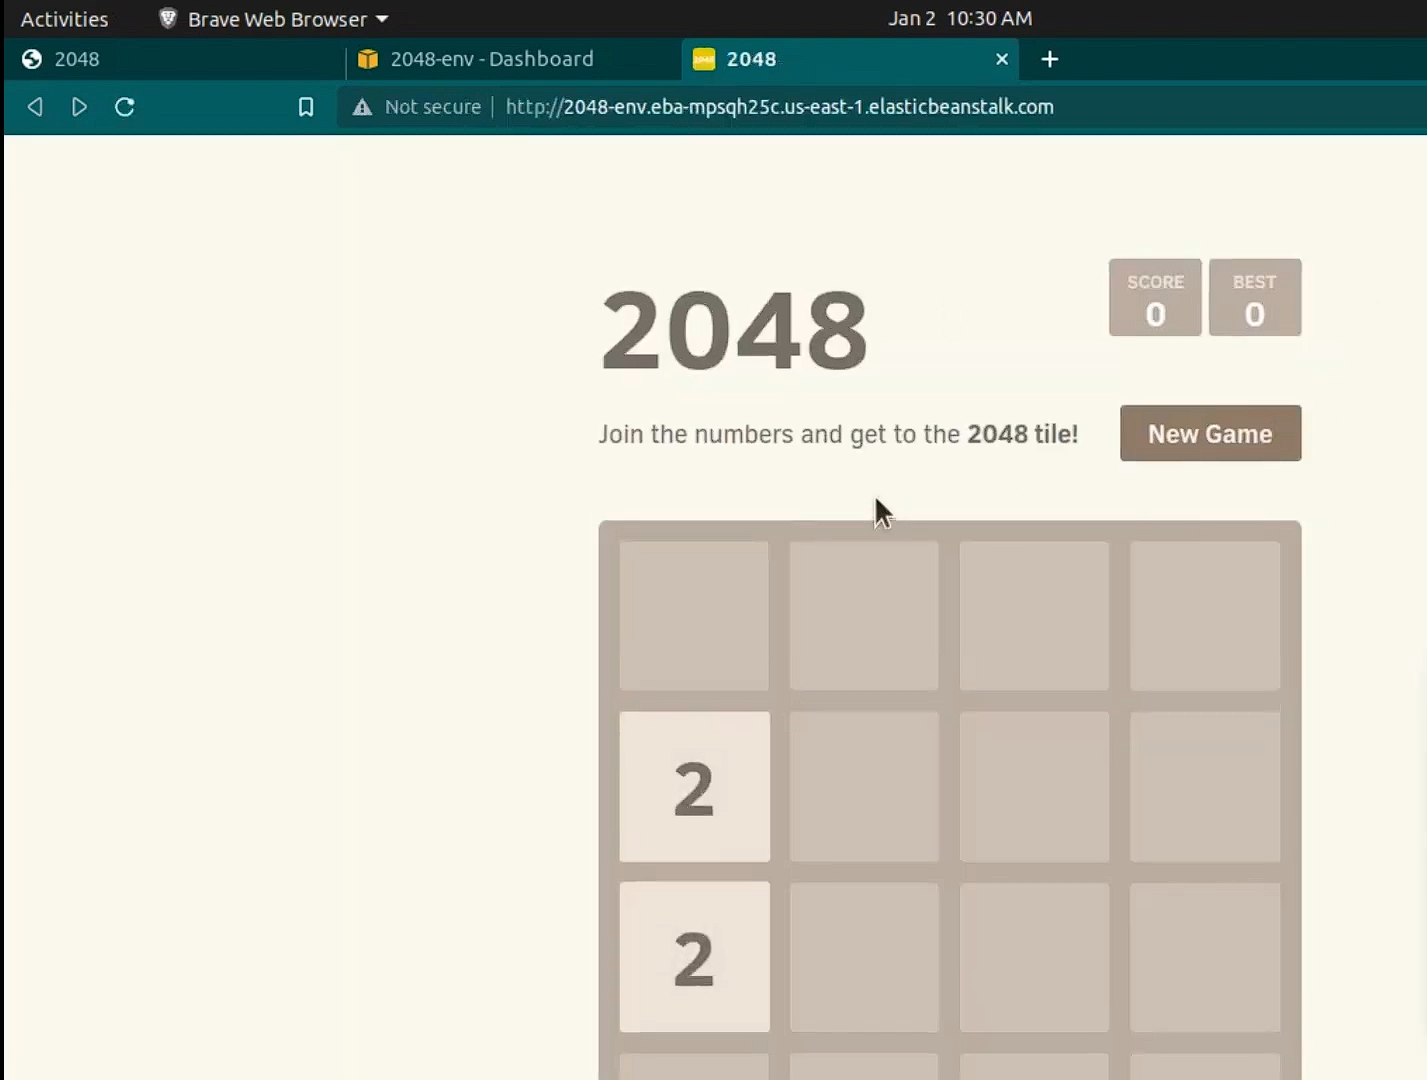 Activities Brave Web Browser Jan 2 10:30 AM
2048 2048-env - Dashboard 2048
Not secure http://2048-env.eba-mpsqh25c.us-east-1.elasticbeanstalk.com
2048
SCORE BEST
0 0
Join the numbers and get to the 2048 tile! New Game
2
2